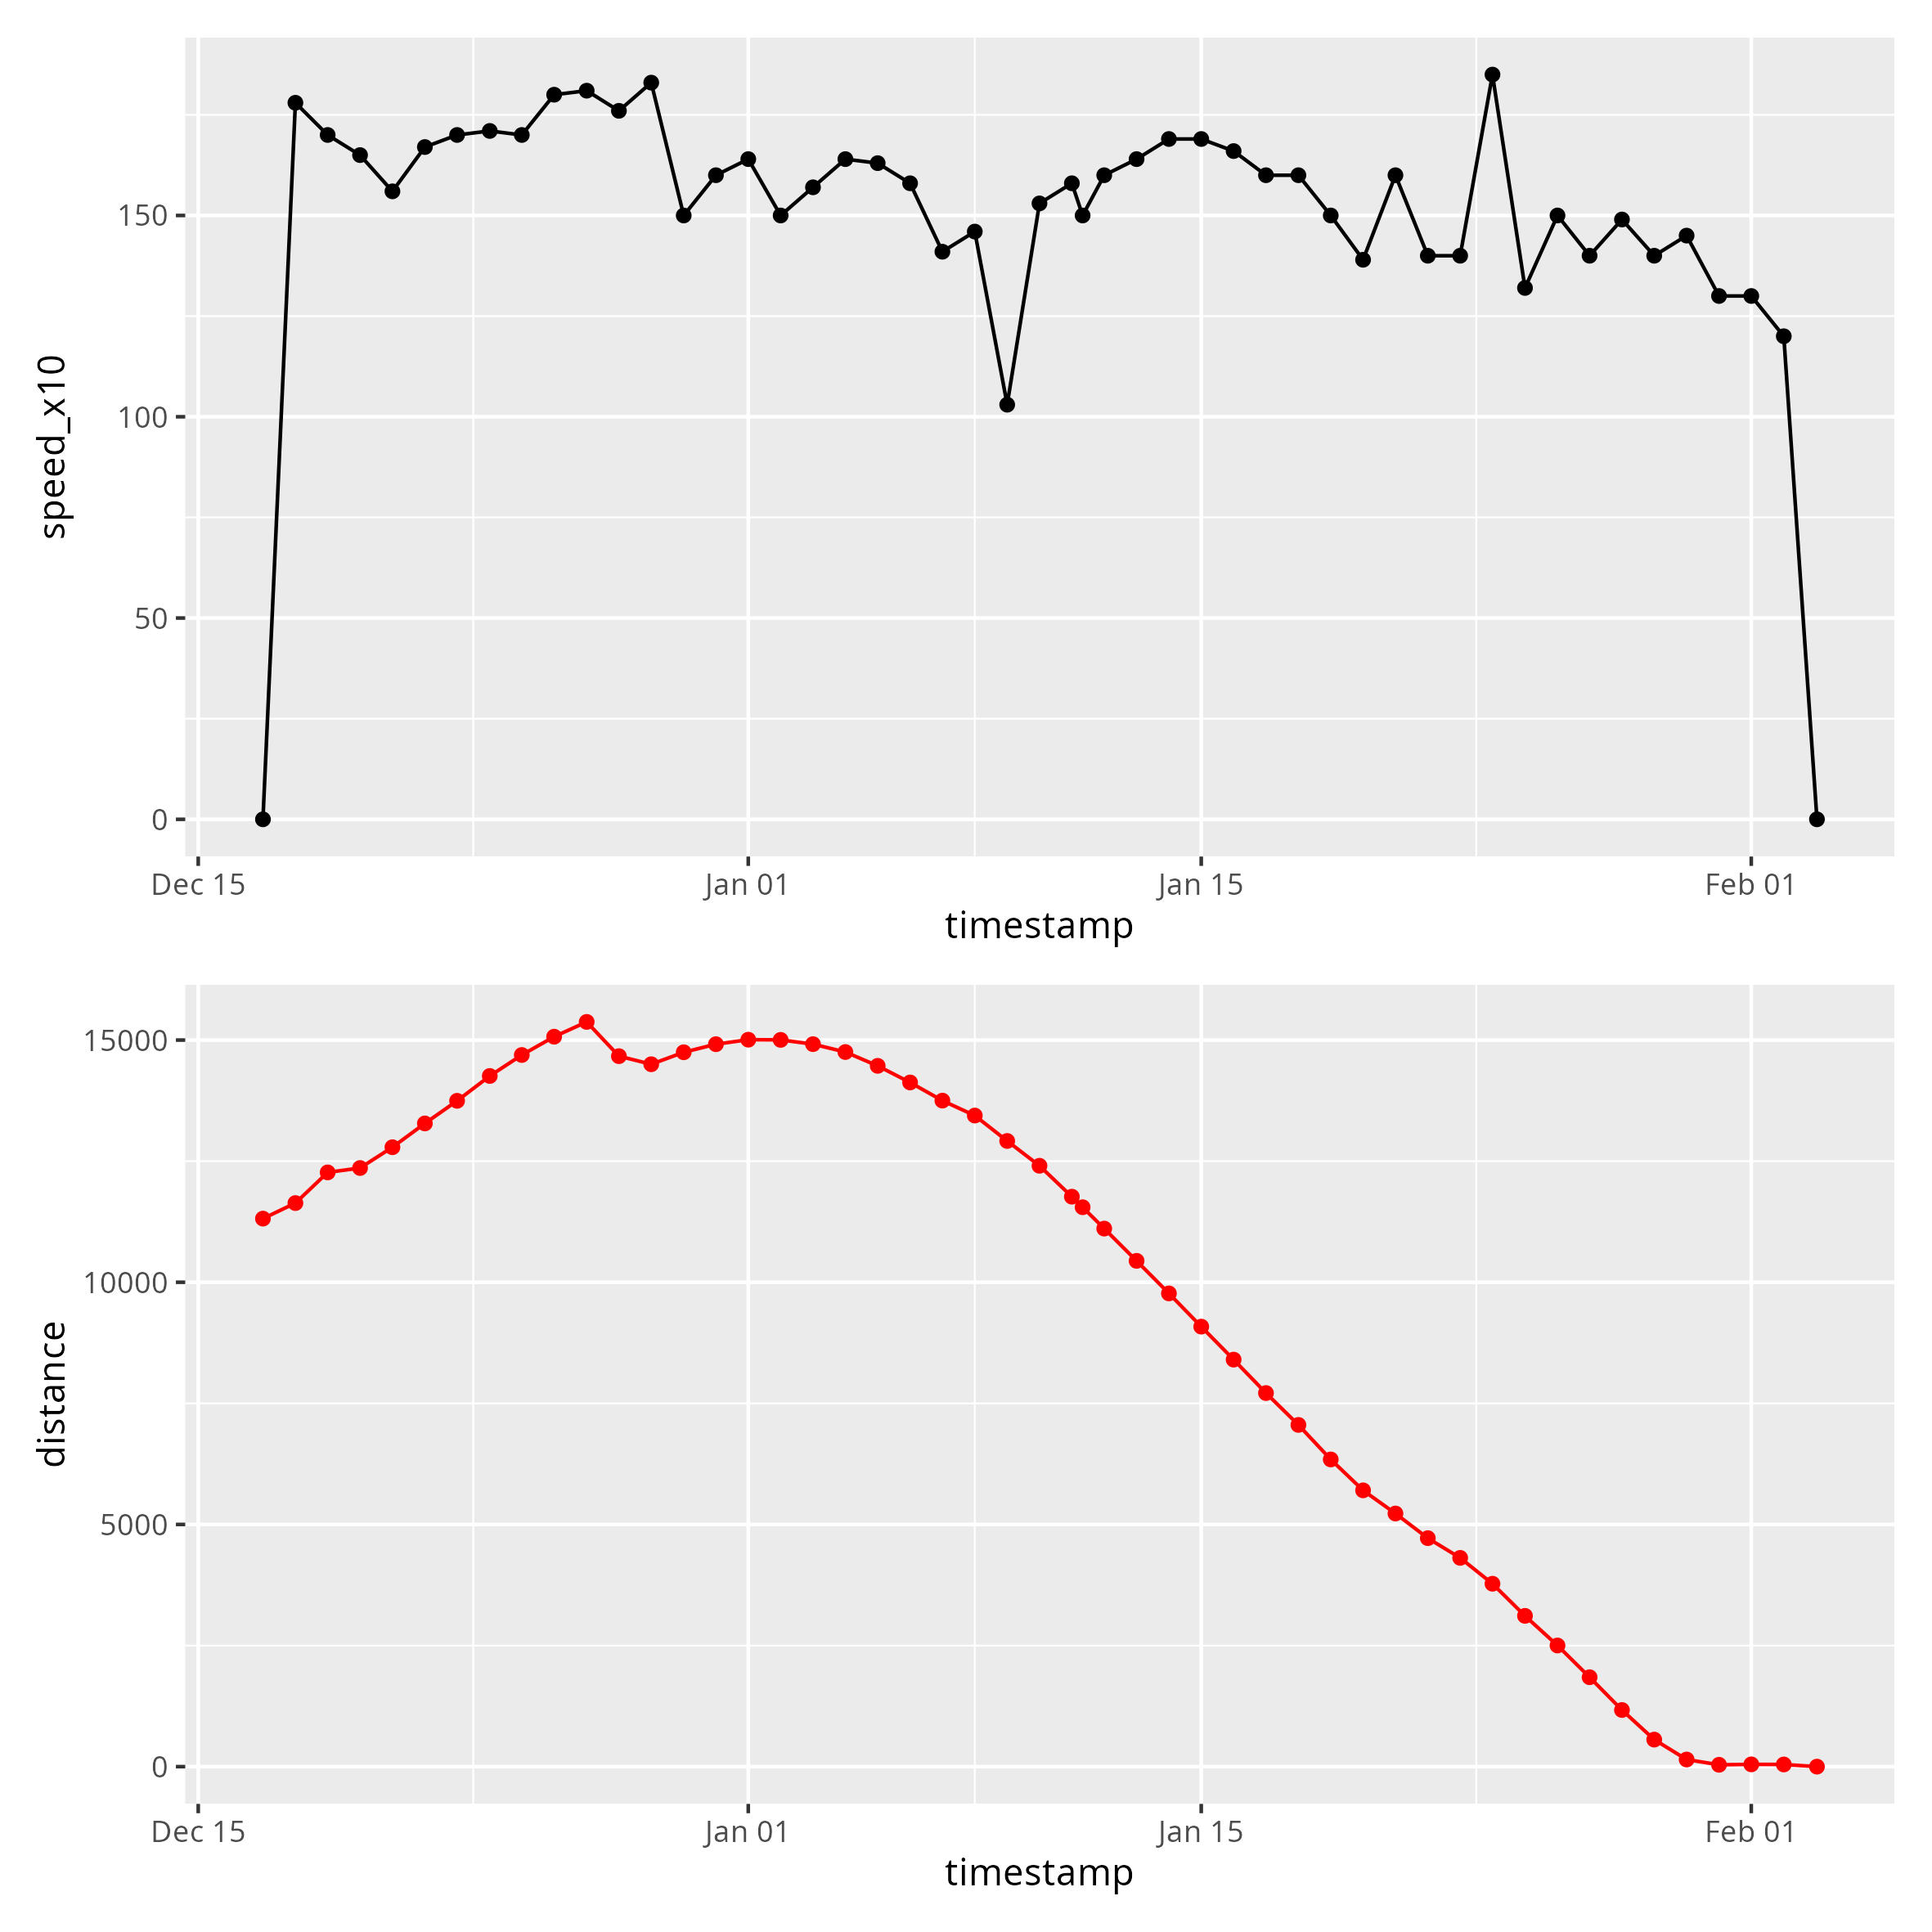 speed_x10
150
100
50
0
Dec 15 Jan 01 Jan 15 Feb 01
timestamp
distance
15000
10000
5000
0
Dec 15 Jan 01 Jan 15 Feb 01
timestamp